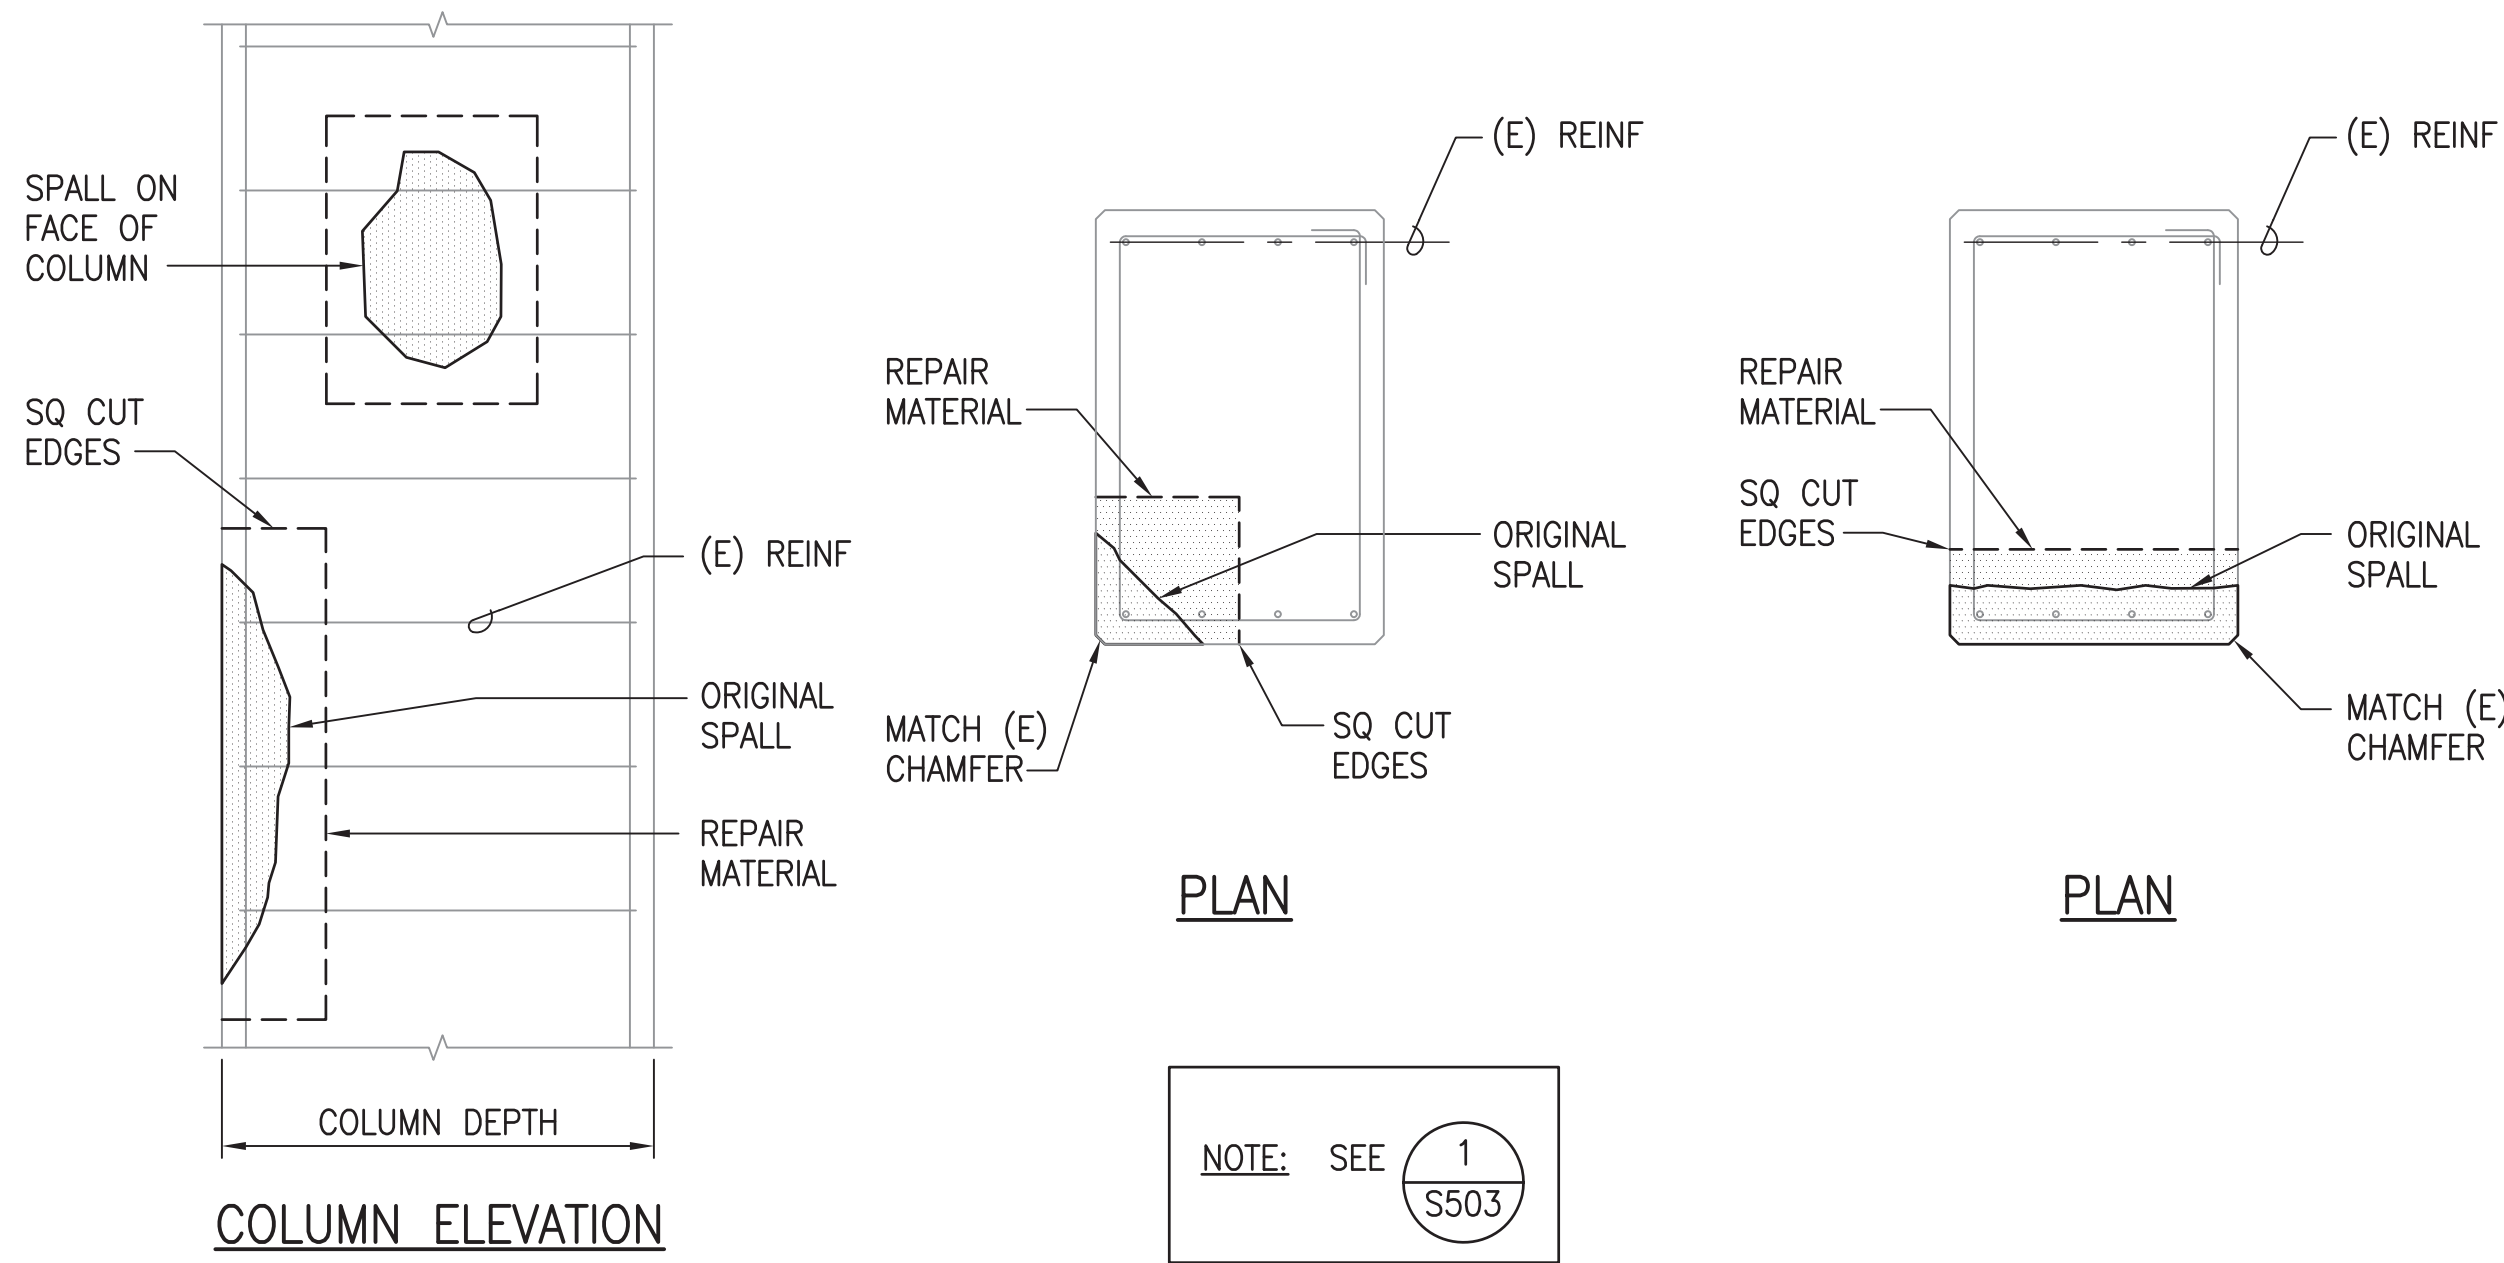 SPALL ON
FACE OF
COLUMN
SQ CUT
EDGES
(E) REINF
ORIGINAL
SPALL
REPAIR
MATERIAL
COLUMN DEPTH
COLUMN ELEVATION
(E) REINF
REPAIR
MATERIAL
ORIGINAL
SPALL
MATCH (E)
CHAMFER
SQ CUT
EDGES
PLAN
(E) REINF
REPAIR
MATERIAL
SQ CUT
EDGES
ORIGINAL
SPALL
MATCH (E)
CHAMFER
PLAN
NOTE: SEE
1
S503